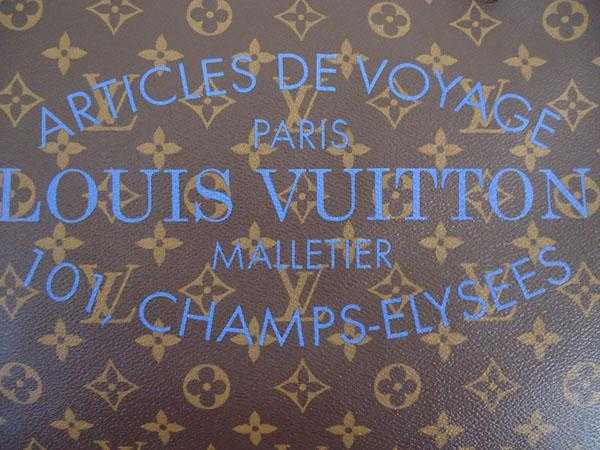 ARTICLES DE VOYAGE
PARIS
LOUIS VUITTON
MALLETIER
101, CHAMPS-ELYSEES